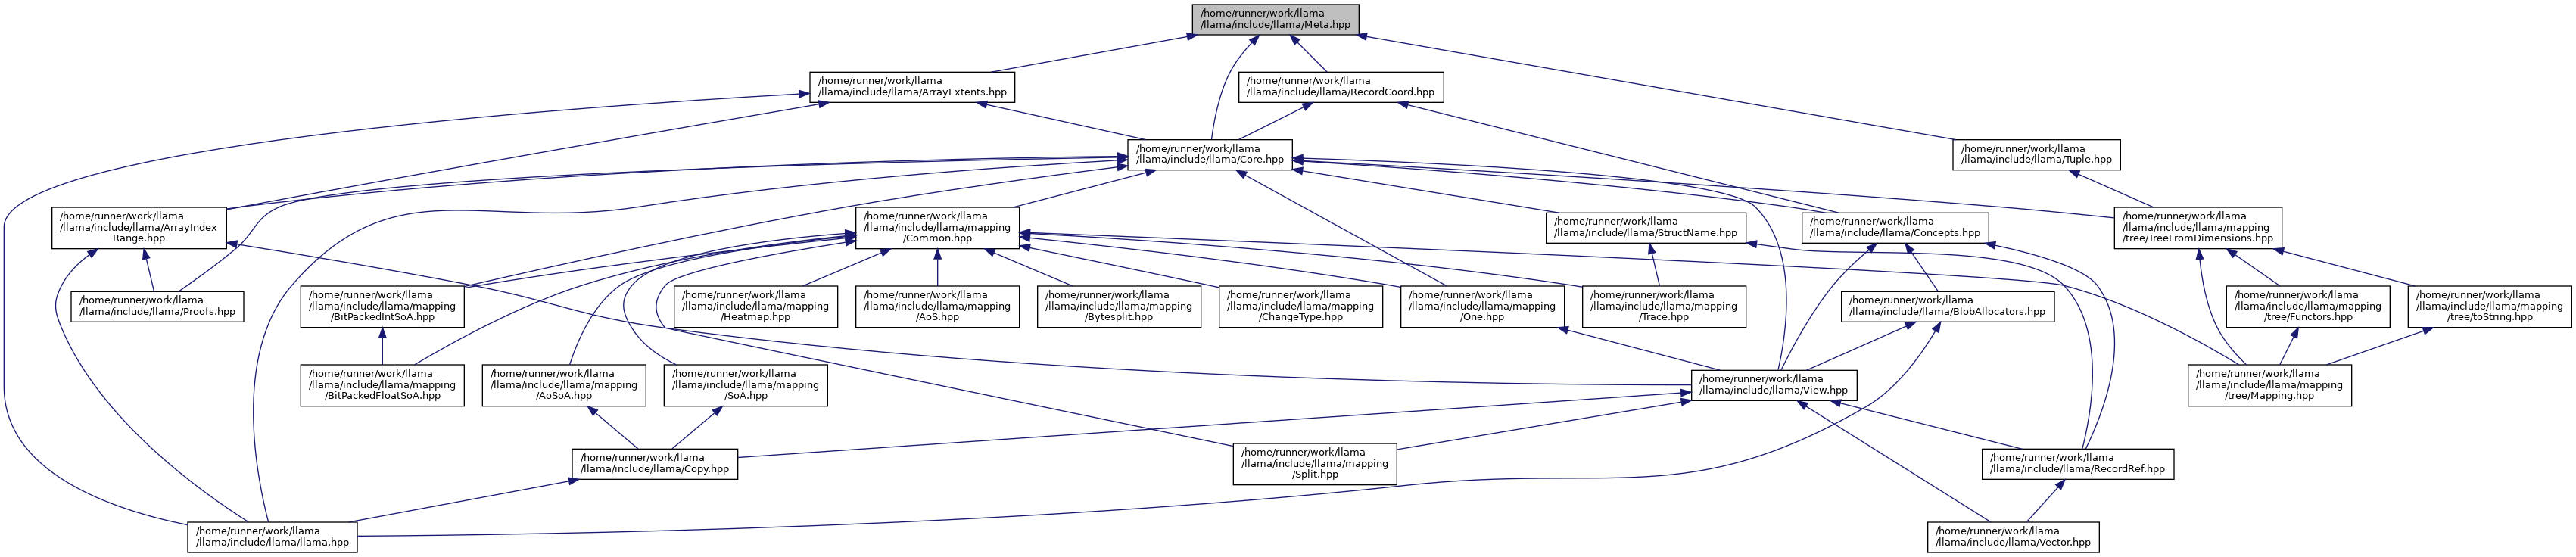 /home/runner/work/llama
/llama/include/llama/Meta.hpp
/home/runner/work/llama
/llama/include/llama/ArrayExtents.hpp
/home/runner/work/llama
/llama/include/llama/RecordCoord.hpp
/home/runner/work/llama
/llama/include/llama/Core.hpp
/home/runner/work/llama
/llama/include/llama/Tuple.hpp
/home/runner/work/llama
/llama/include/llama/ArrayIndex
Range.hpp
/home/runner/work/llama
/llama/include/llama/mapping
/Common.hpp
/home/runner/work/llama
/llama/include/llama/StructName.hpp
/home/runner/work/llama
/llama/include/llama/Concepts.hpp
/home/runner/work/llama
/llama/include/llama/mapping
/tree/TreeFromDimensions.hpp
/home/runner/work/llama
/llama/include/llama/Proofs.hpp
/home/runner/work/llama
/llama/include/llama/mapping
/BitPackedIntSoA.hpp
/home/runner/work/llama
/llama/include/llama/mapping
/Heatmap.hpp
/home/runner/work/llama
/llama/include/llama/mapping
/AoS.hpp
/home/runner/work/llama
/llama/include/llama/mapping
/Bytesplit.hpp
/home/runner/work/llama
/llama/include/llama/mapping
/ChangeType.hpp
/home/runner/work/llama
/llama/include/llama/mapping
/One.hpp
/home/runner/work/llama
/llama/include/llama/mapping
/Trace.hpp
/home/runner/work/llama
/llama/include/llama/BlobAllocators.hpp
/home/runner/work/llama
/llama/include/llama/mapping
/tree/Functors.hpp
/home/runner/work/llama
/llama/include/llama/mapping
/tree/toString.hpp
/home/runner/work/llama
/llama/include/llama/mapping
/BitPackedFloatSoA.hpp
/home/runner/work/llama
/llama/include/llama/mapping
/AoSoA.hpp
/home/runner/work/llama
/llama/include/llama/mapping
/SoA.hpp
/home/runner/work/llama
/llama/include/llama/View.hpp
/home/runner/work/llama
/llama/include/llama/mapping
/tree/Mapping.hpp
/home/runner/work/llama
/llama/include/llama/Copy.hpp
/home/runner/work/llama
/llama/include/llama/mapping
/Split.hpp
/home/runner/work/llama
/llama/include/llama/RecordRef.hpp
/home/runner/work/llama
/llama/include/llama/llama.hpp
/home/runner/work/llama
/llama/include/llama/Vector.hpp